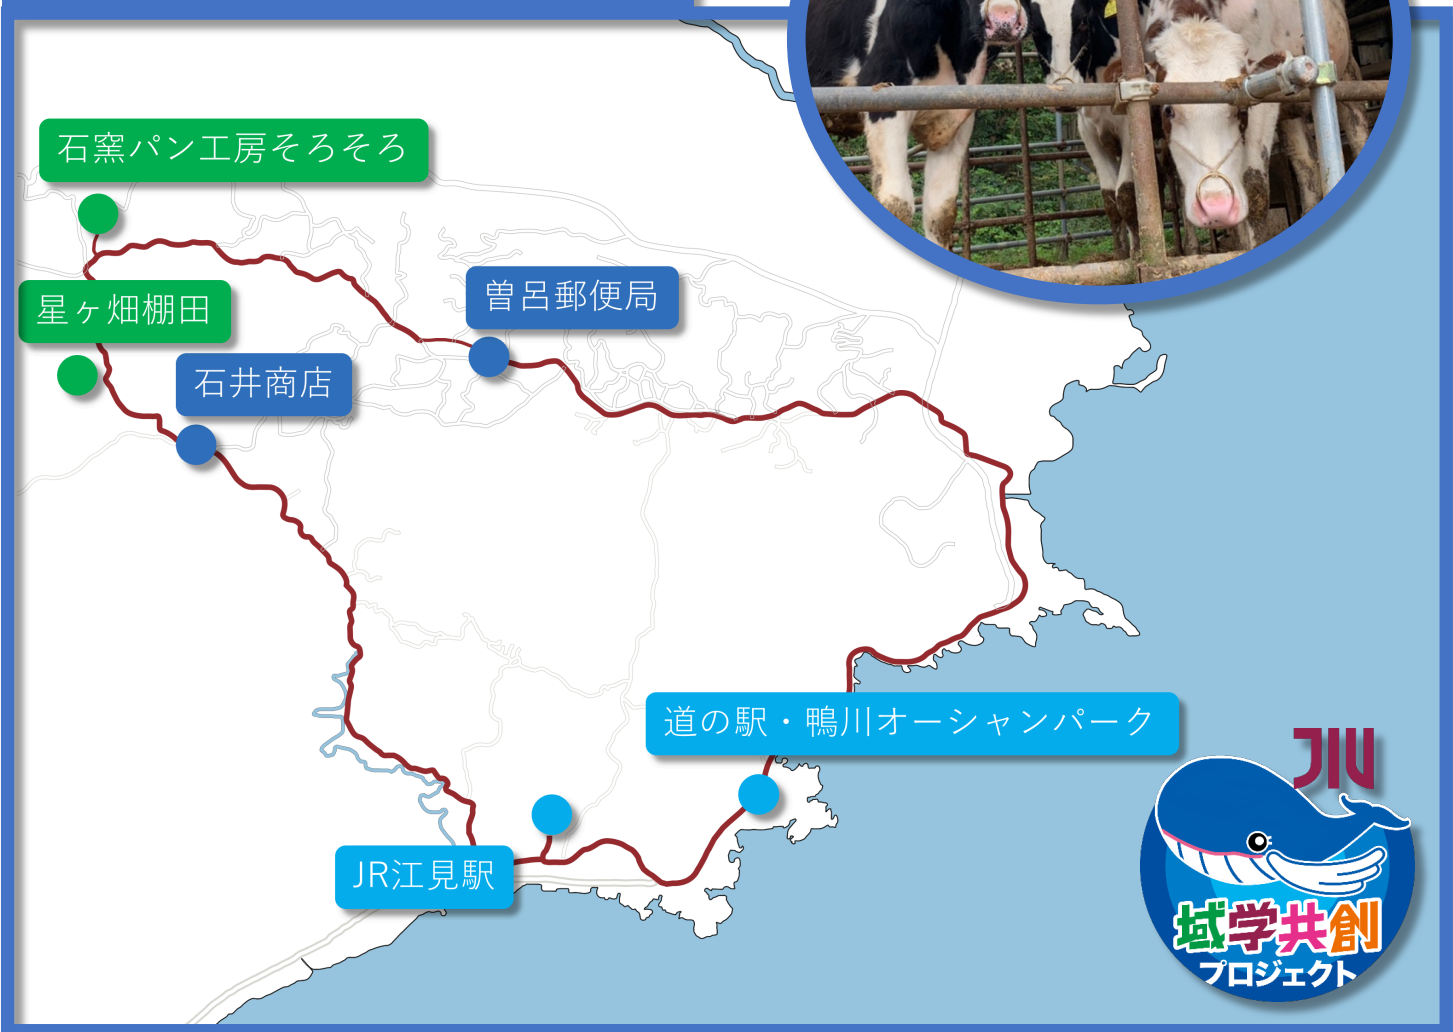 石窯パン工房そろそろ
曽呂郵便局
星ヶ畑棚田
石井商店
道の駅・鴨川オーシャンパーク
JR江見駅
JIU
域学共創
プロジェクト